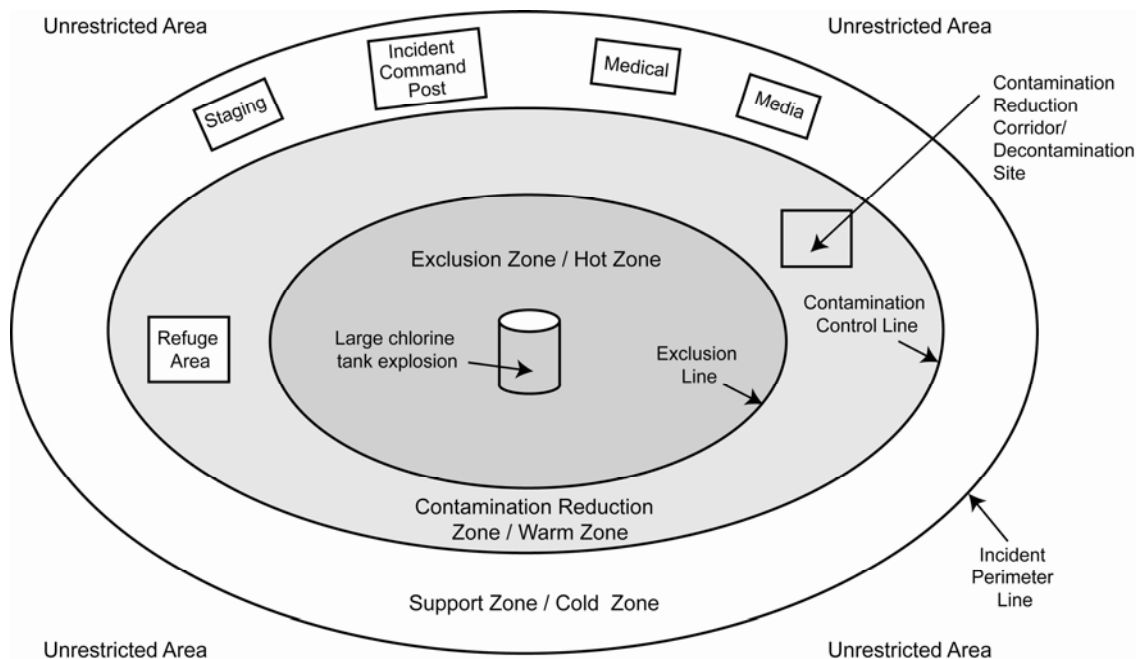 Unrestricted Area
Unrestricted Area
Incident
Command
Post
Medical
Staging
Media
Contamination
Reduction
Corridor/
Decontamination
Site
Exclusion Zone / Hot Zone
Contamination
Control Line
Refuge
Area
Large chlorine
tank explosion
Exclusion
Line
Contamination Reduction
Zone / Warm Zone
Incident
Perimeter
Line
Support Zone / Cold Zone
Unrestricted Area
Unrestricted Area